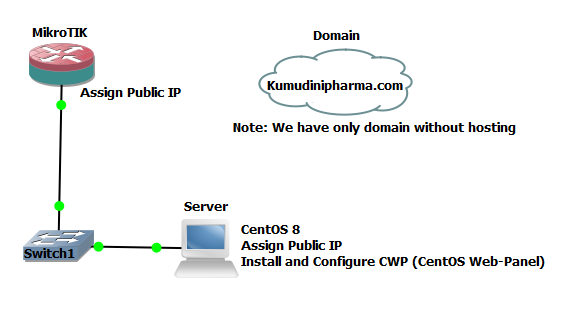 MikroTIK
Domain
Assign Public IP
Kumudinipharma.com
Note: We have only domain without hosting
Server
Switch1
CentOS 8
Assign Public IP
Install and Configure CWP (CentOS Web-Panel)